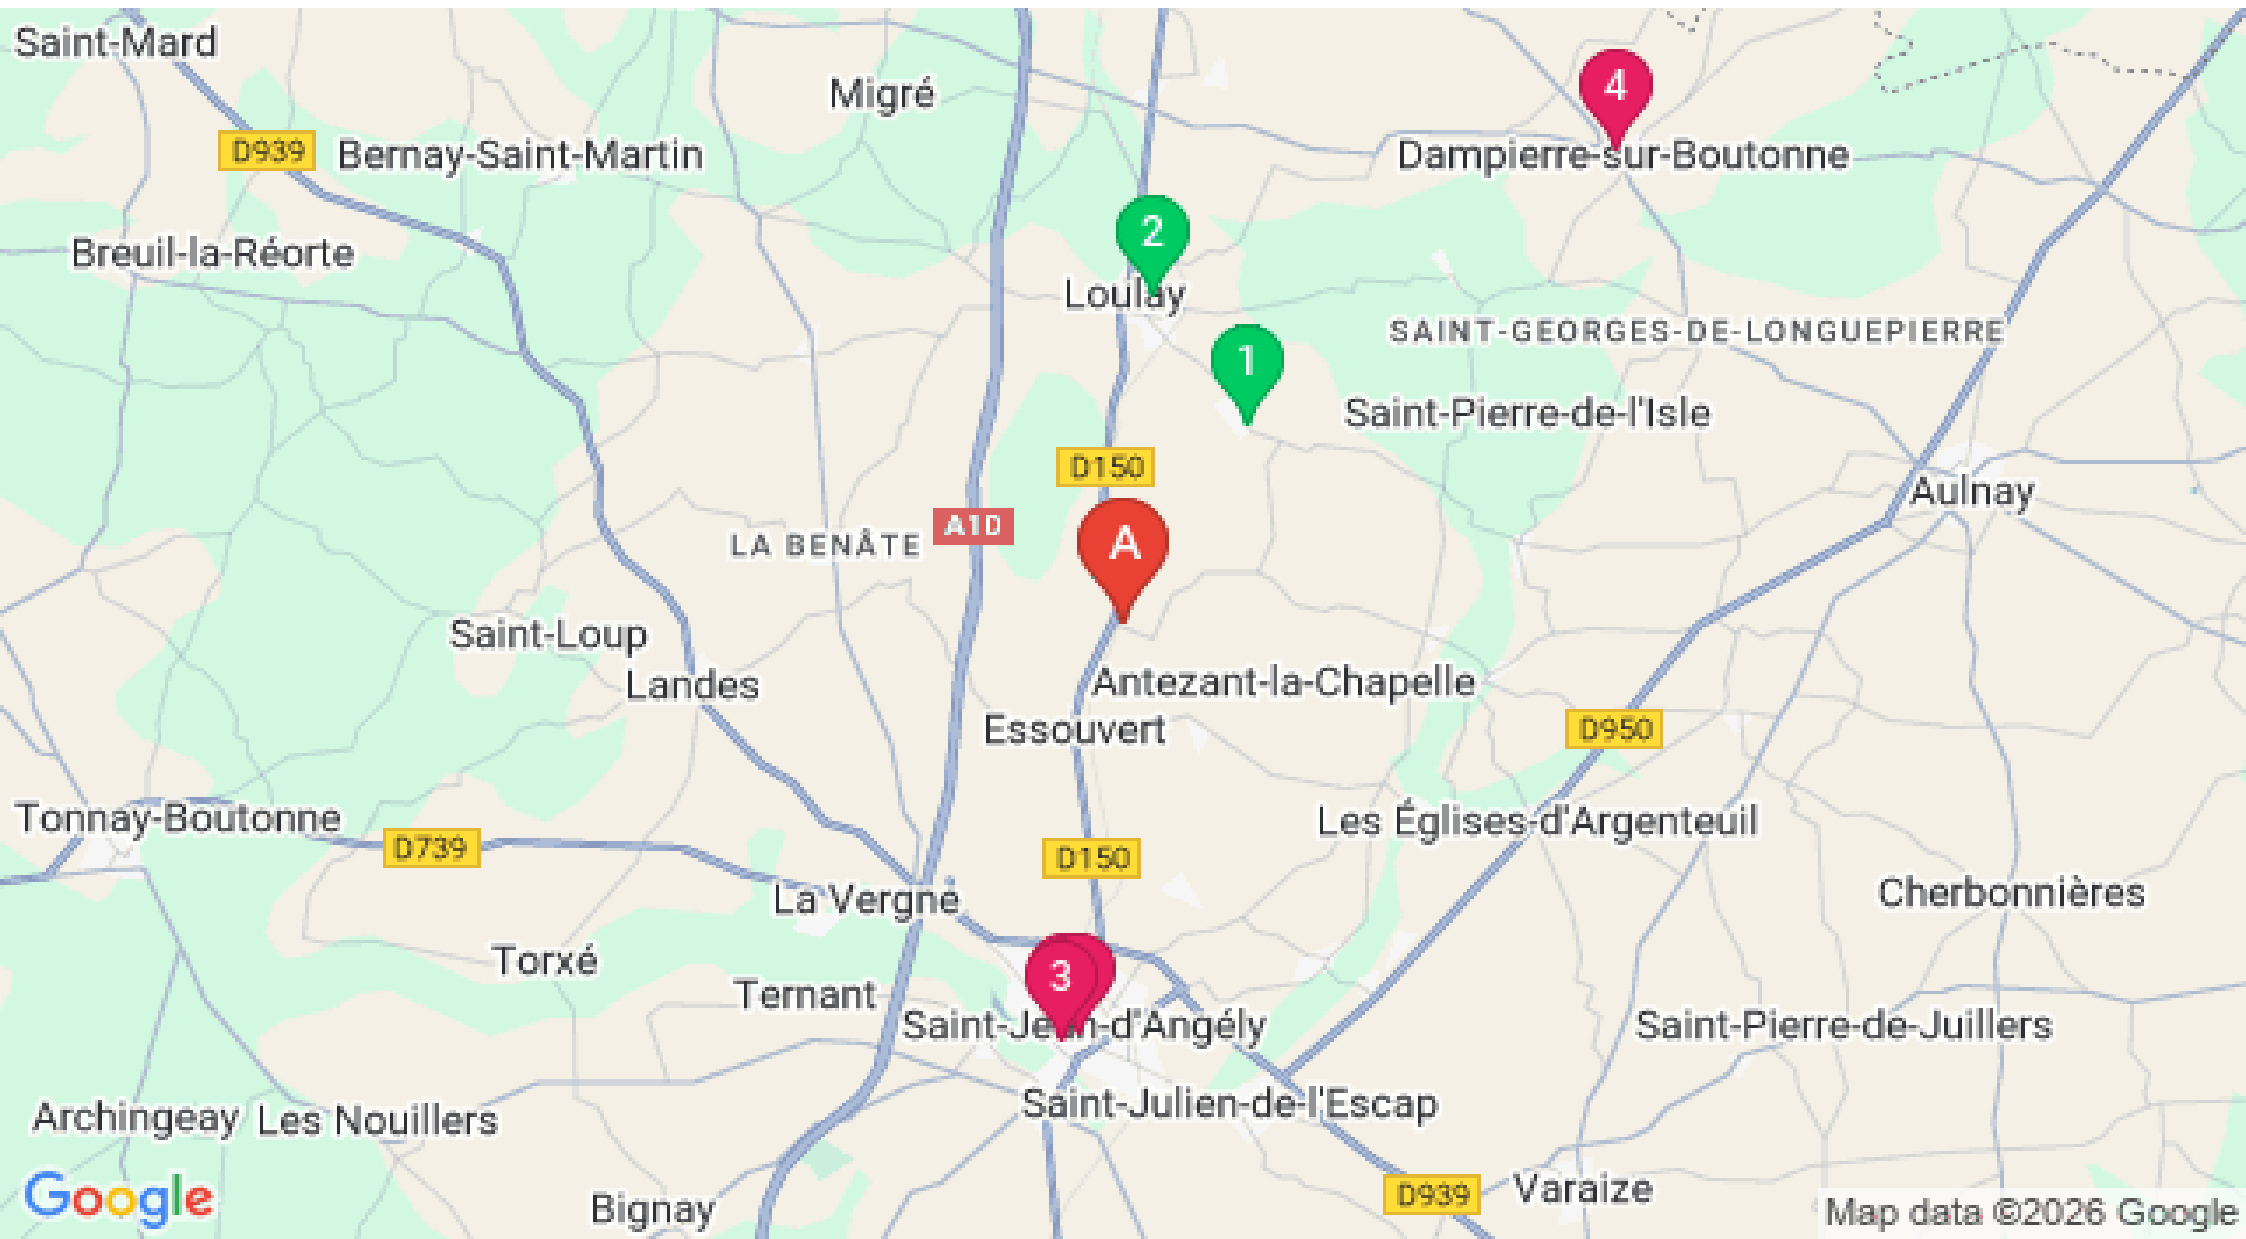 Saint-Mard
Migré
4
D939
Bernay-Saint-Martin
Dampierre-sur-Boutonne
2
Breuil-la-Réorte
Loulay
SAINT-GEORGES-DE-LONGUEPIERRE
1
Saint-Pierre-de-l'Isle
D150
Aulnay
A10
LA BENÂTE
A
Saint-Loup
Landes
Antezant-la-Chapelle
Essouvert
D950
Tonnay-Boutonne
D739
D150
Les Églises-d'Argenteuil
La Vergne
Cherbonnières
Torxé
3
Ternant
Saint-Jean-d'Angély
Saint-Pierre-de-Juillers
Saint-Julien-de-l'Escap
Archingeay
Les Nouillers
Google
Bignay
D939
Varaize
Map data ©2026 Google